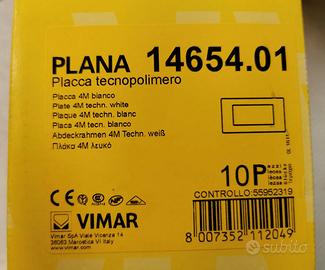 PLANA 14654.01
Placca tecnopolimero
Placca 4M bianco
Plate 4M techn. white
Plaque 4M techn. blanc
Placa 4M tecn. blanco
Abdeckrahmen 4M Techn. weiß
Πλάκα 4M λευκό
10P
CONTROLLO:55952319
CE
VIMAR
Vimar SpA Viale Vicenza 14
36063 Marostica VI Italy
8 007352 112049
subito